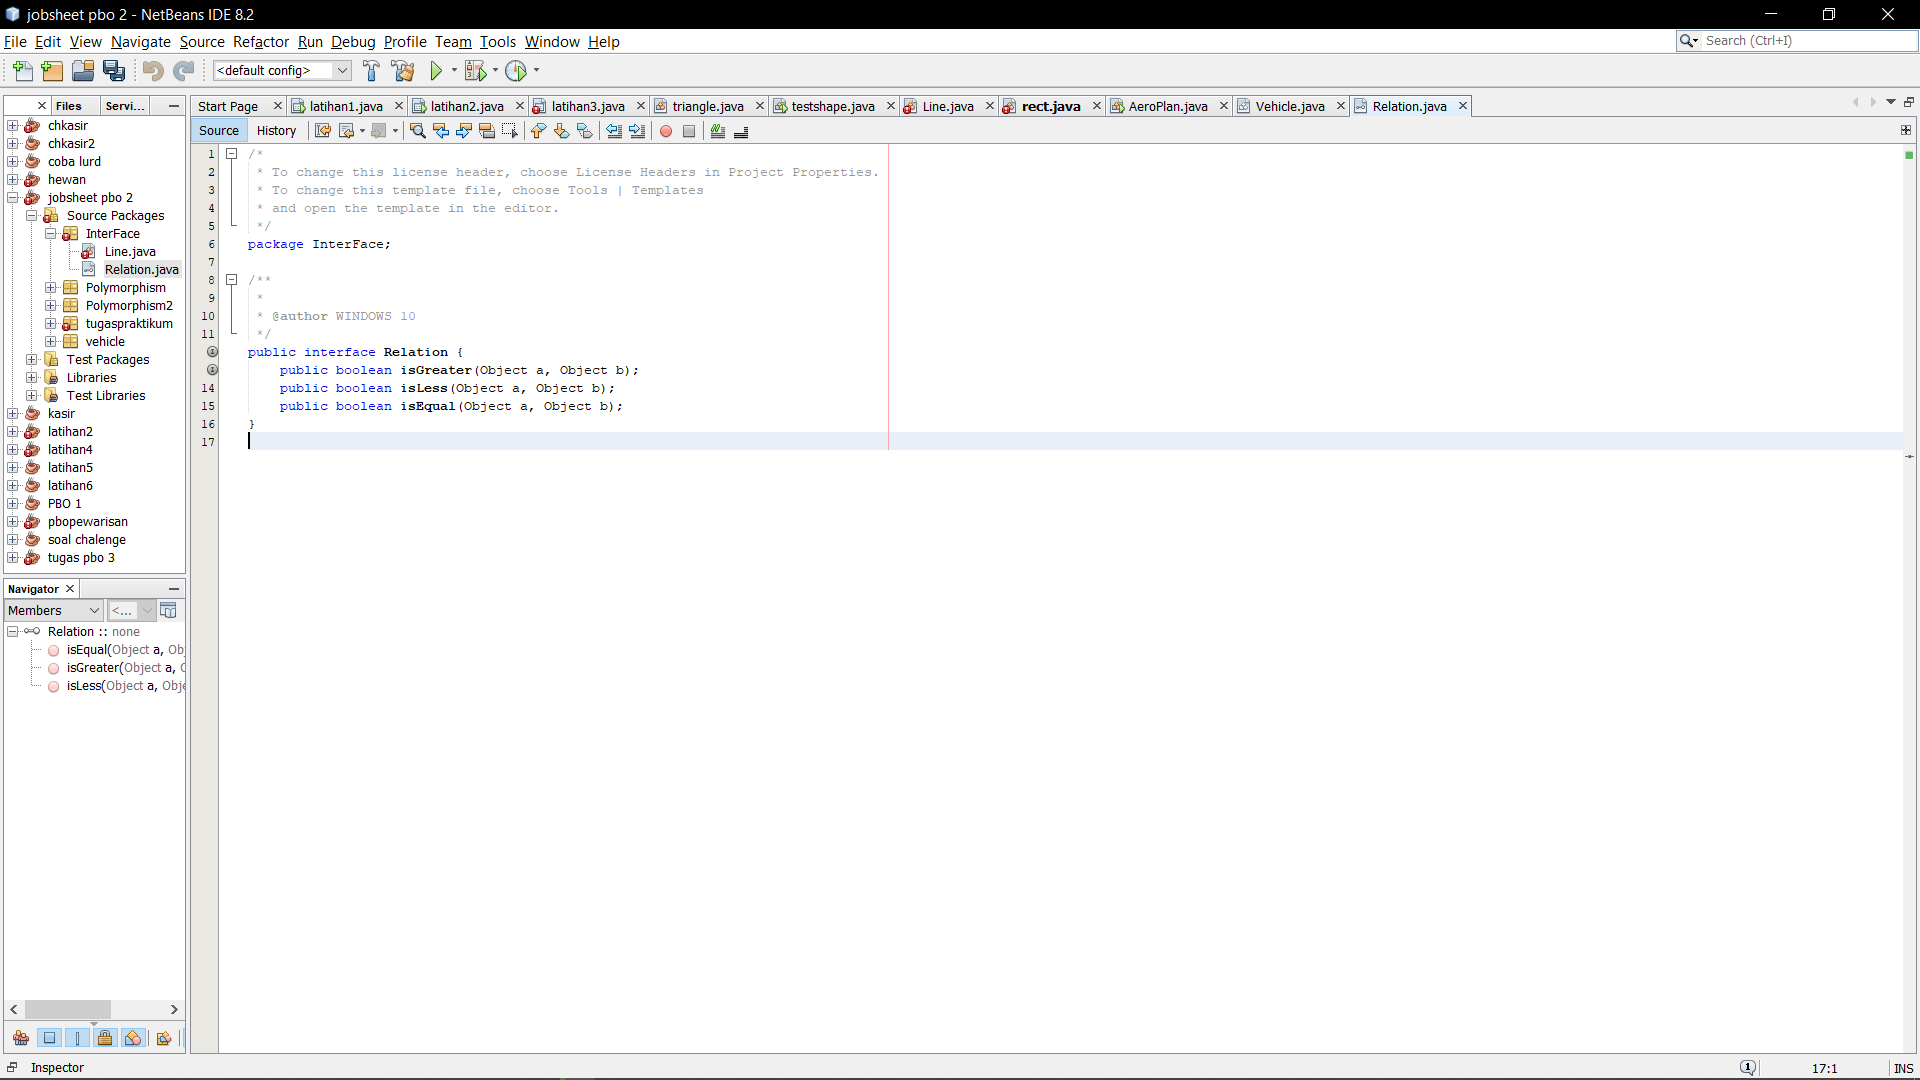 jobsheet pbo 2 - NetBeans IDE 8.2
File Edit View Navigate Source Refactor Run Debug Profile Team Tools Window Help
Search (Ctrl+I)
<default config>
Files Servi...
Start Page latihan1.java latihan2.java latihan3.java triangle.java testshape.java Line.java rect.java AeroPlan.java Vehicle.java Relation.java
Source History
chkasir
chkasir2
coba lurd
hewan
jobsheet pbo 2
Source Packages
InterFace
Line.java
Relation.java
Polymorphism
Polymorphism2
tugaspraktikum
vehicle
Test Packages
Libraries
Test Libraries
kasir
latihan2
latihan4
latihan5
latihan6
PBO 1
pbopewarisan
soal chalenge
tugas pbo 3
1 /*
2 * To change this license header, choose License Headers in Project Properties.
3 * To change this template file, choose Tools | Templates
4 * and open the template in the editor.
5 */
6 package InterFace;
7
8 /**
9 *
10 * @author WINDOWS 10
11 */
public interface Relation {
public boolean isGreater(Object a, Object b);
14 public boolean isLess(Object a, Object b);
15 public boolean isEqual(Object a, Object b);
16 }
17
Navigator
Members <...
Relation :: none
isEqual(Object a, Obj
isGreater(Object a, O
isLess(Object a, Obje
Inspector
1 17:1 INS